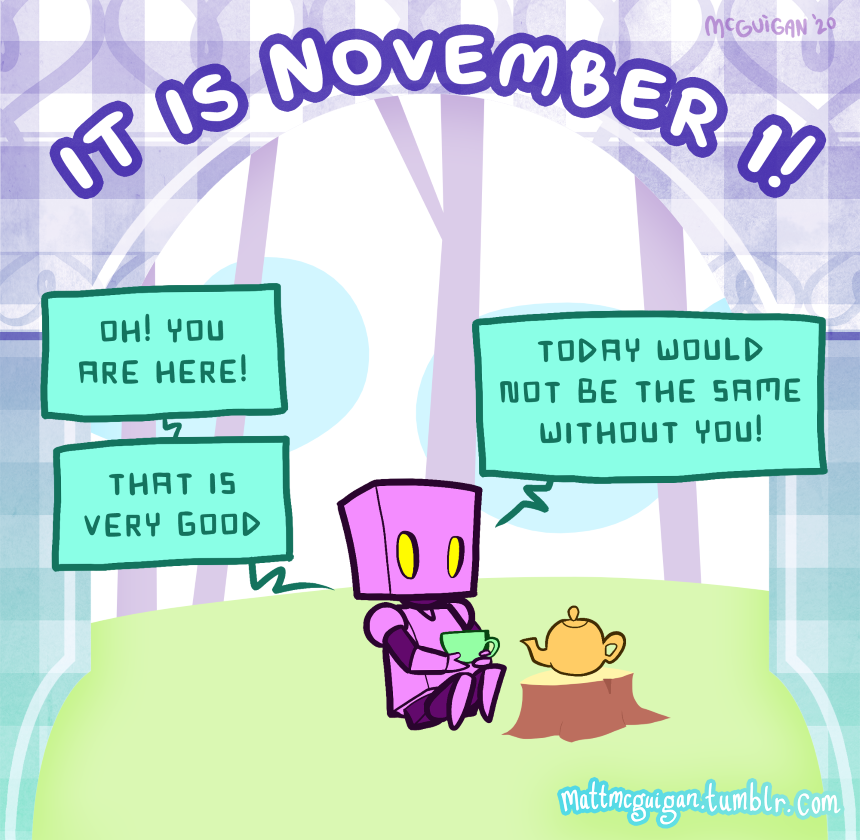 McGUiGAN '20
IT IS NOVEMBER 1!
OH! YOU
ARE HERE!
THAT IS
VERY GOOD
TODAY WOULD
NOT BE THE SAME
WITHOUT YOU!
mattmcguigan.tumblr.com